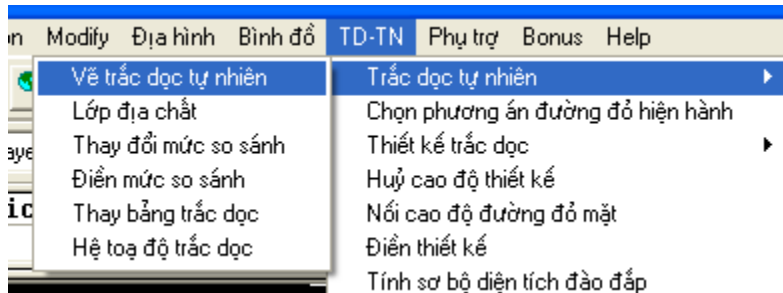 on Modify Địa hình Bình đồ TD-TN Phụ trợ Bonus Help
Vẽ trắc dọc tự nhiên
Lớp địa chất
Thay đổi mức so sánh
Điền mức so sánh
Thay bảng trắc dọc
Hệ toạ độ trắc dọc
Trắc dọc tự nhiên
Chọn phương án đường đỏ hiện hành
Thiết kế trắc dọc
Huỷ cao độ thiết kế
Nối cao độ đường đỏ mặt
Điền thiết kế
Tính sơ bộ diện tích đào đắp
aye
ic